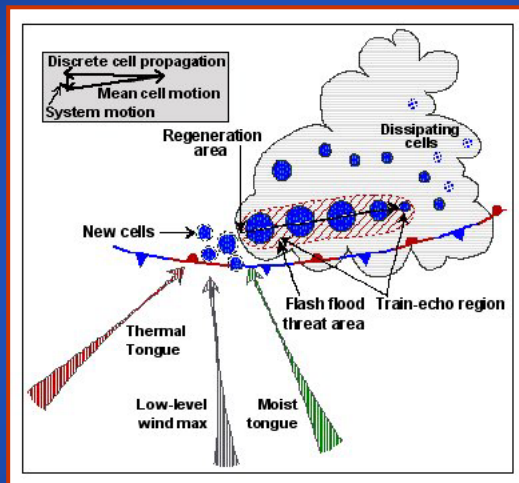 Discrete cell propagation
Mean cell motion
System motion
Regeneration
area
Dissipating
cells
New cells
Flash flood
threat area
Train-echo region
Thermal
Tongue
Low-level
wind max
Moist
tongue